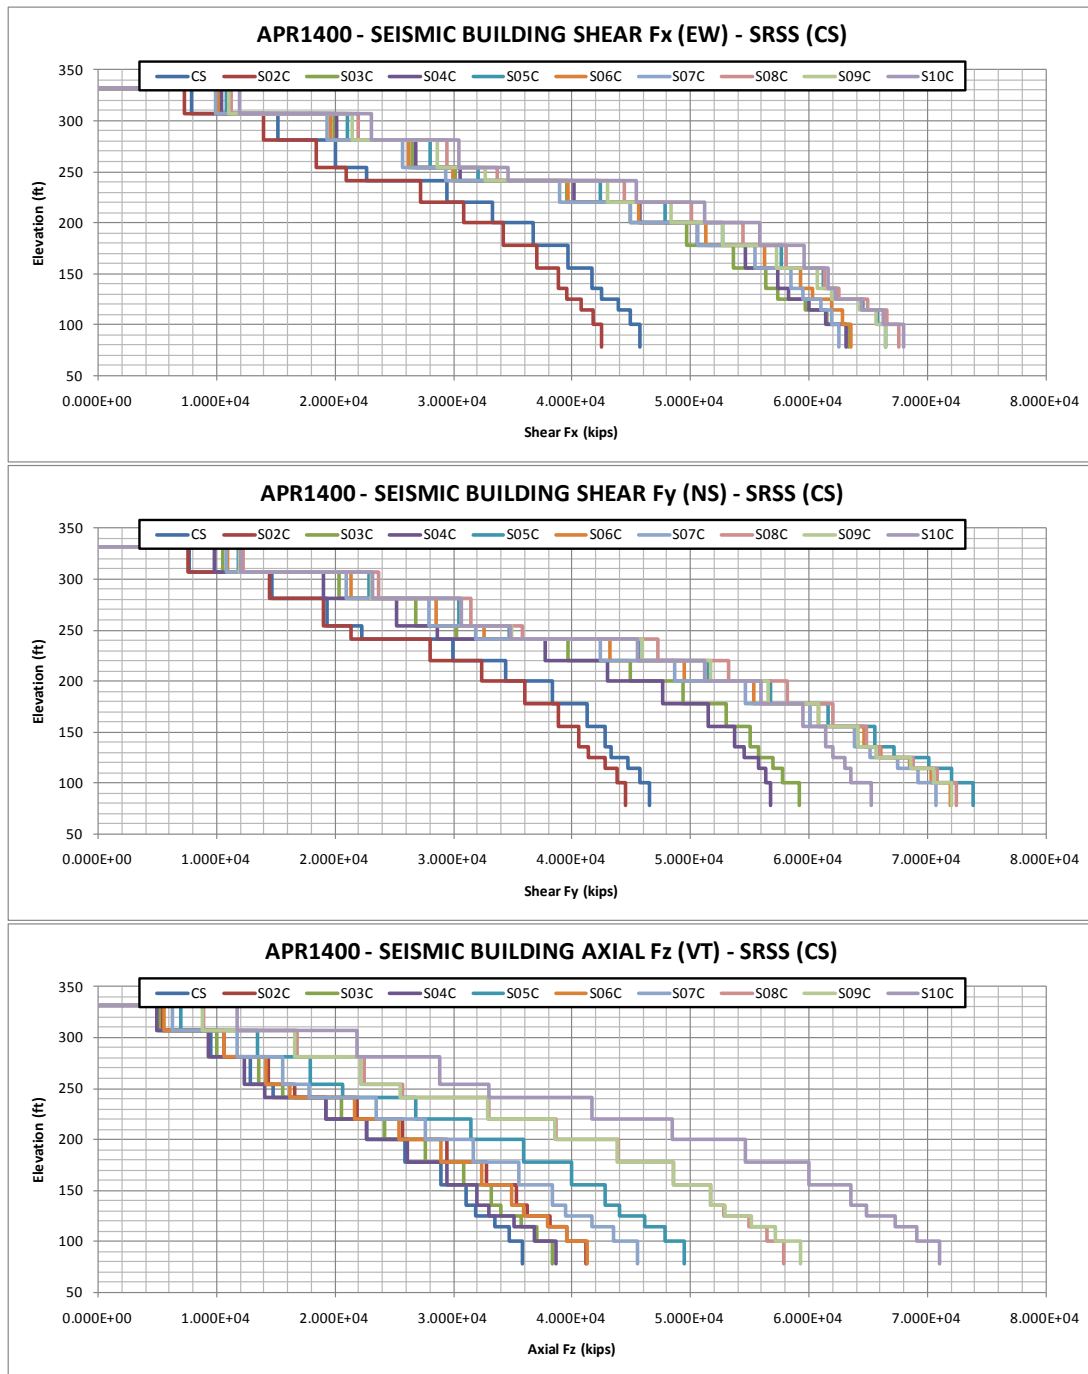 APR1400 - SEISMIC BUILDING SHEAR Fx (EW) - SRSS (CS)
CS S02C S03C S04C S05C S06C S07C S08C S09C S10C
350
300
250
200
150
100
50
Elevation (ft)
0.000E+00 1.000E+04 2.000E+04 3.000E+04 4.000E+04 5.000E+04 6.000E+04 7.000E+04 8.000E+04
Shear Fx (kips)
APR1400 - SEISMIC BUILDING SHEAR Fy (NS) - SRSS (CS)
CS S02C S03C S04C S05C S06C S07C S08C S09C S10C
350
300
250
200
150
100
50
Elevation (ft)
0.000E+00 1.000E+04 2.000E+04 3.000E+04 4.000E+04 5.000E+04 6.000E+04 7.000E+04 8.000E+04
Shear Fy (kips)
APR1400 - SEISMIC BUILDING AXIAL Fz (VT) - SRSS (CS)
CS S02C S03C S04C S05C S06C S07C S08C S09C S10C
350
300
250
200
150
100
50
Elevation (ft)
0.000E+00 1.000E+04 2.000E+04 3.000E+04 4.000E+04 5.000E+04 6.000E+04 7.000E+04 8.000E+04
Axial Fz (kips)